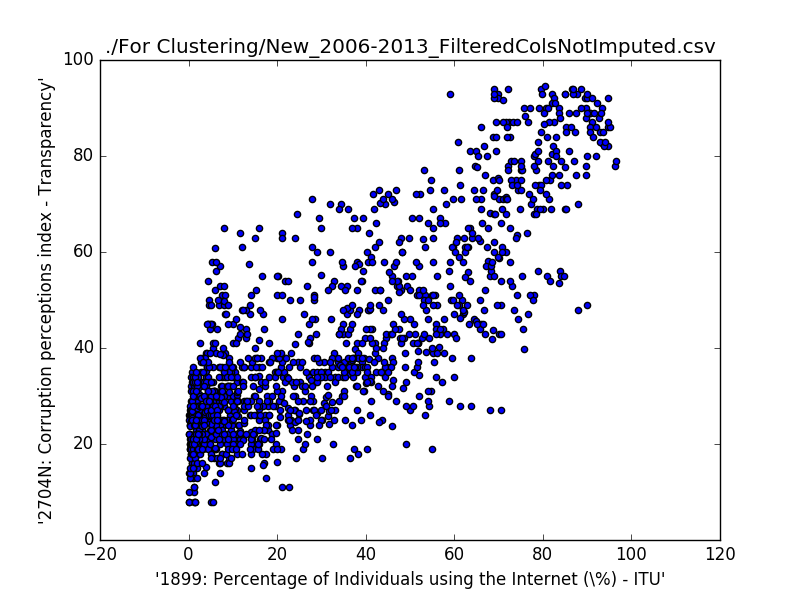 ./For Clustering/New_2006-2013_FilteredColsNotImputed.csv
'2704N: Corruption perceptions index - Transparency'
100
80
60
40
20
0
−20 0 20 40 60 80 100 120
'1899: Percentage of Individuals using the Internet (\%) - ITU'